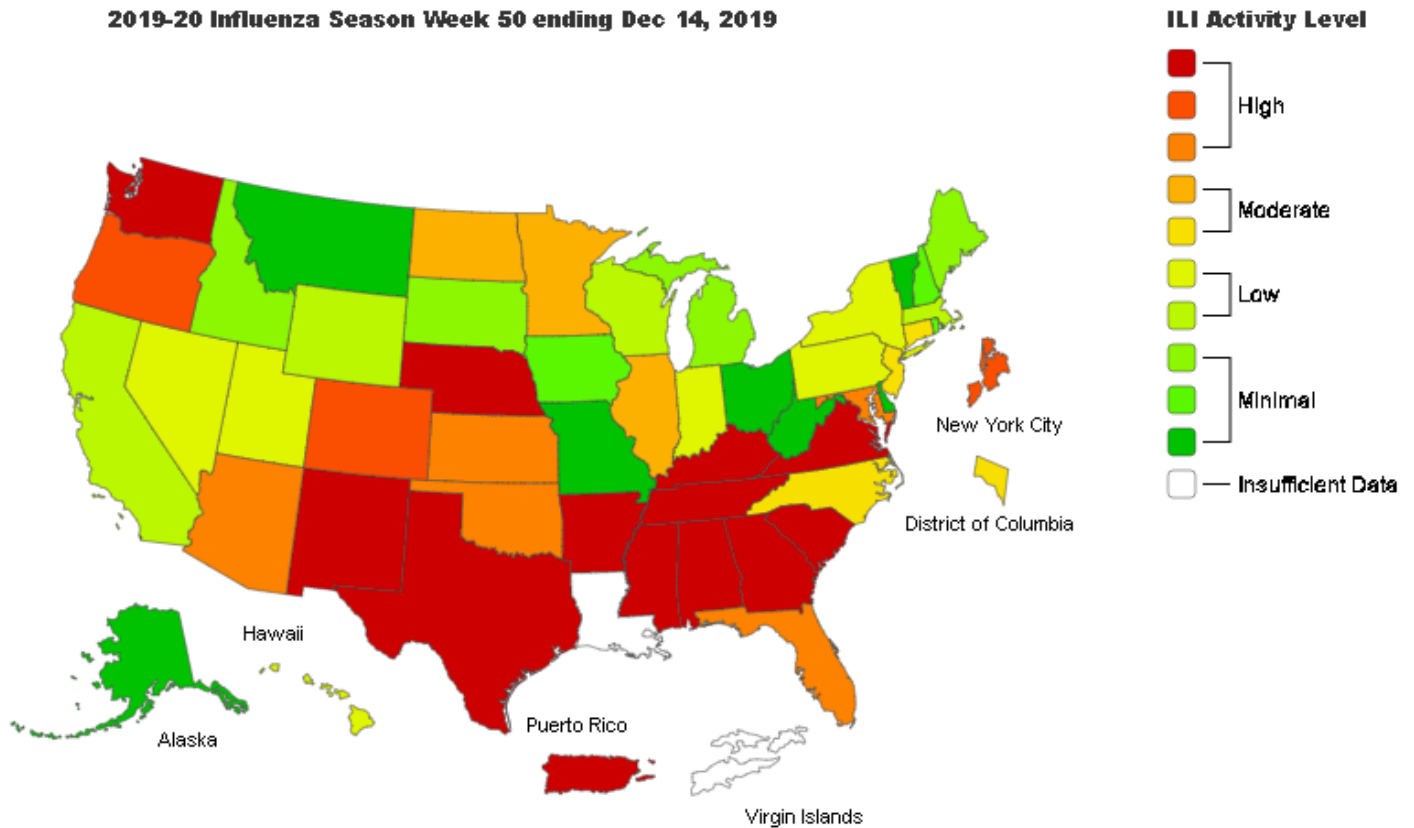 2019-20 Influenza Season Week 50 ending Dec 14, 2019
ILI Activity Level
High
Moderate
Low
Minimal
Insufficient Data
New York City
District of Columbia
Hawaii
Alaska
Puerto Rico
Virgin Islands